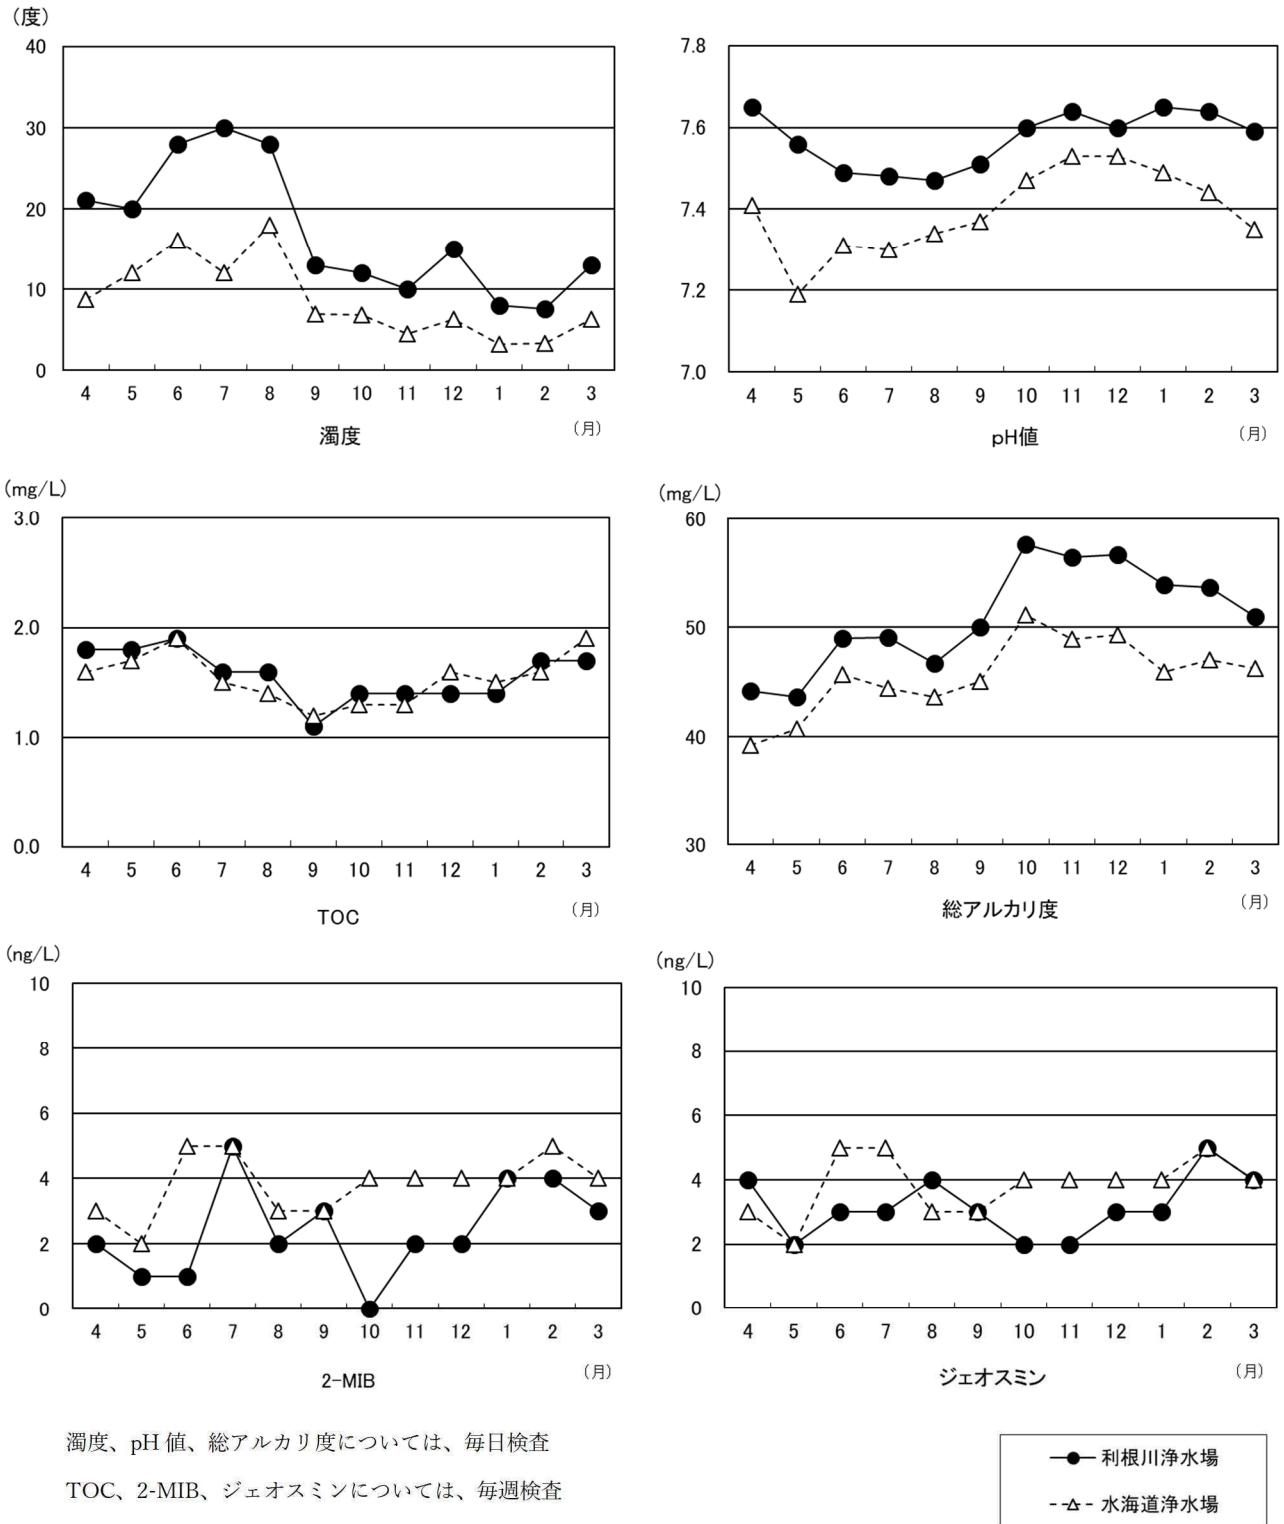 （度）
40
30
20
10
0
4 5 6 7 8 9 10 11 12 1 2 3
濁度
（月）
7.8
7.6
7.4
7.2
7.0
4 5 6 7 8 9 10 11 12 1 2 3
pH値
（月）
(mg/L)
3.0
2.0
1.0
0.0
4 5 6 7 8 9 10 11 12 1 2 3
TOC
（月）
(mg/L)
60
50
40
30
4 5 6 7 8 9 10 11 12 1 2 3
総アルカリ度
（月）
(ng/L)
10
8
6
4
2
0
4 5 6 7 8 9 10 11 12 1 2 3
2-MIB
（月）
(ng/L)
10
8
6
4
2
0
4 5 6 7 8 9 10 11 12 1 2 3
ジェオスミン
（月）
濁度、pH 値、総アルカリ度については、毎日検査
TOC、2-MIB、ジェオスミンについては、毎週検査
利根川浄水場
水海道浄水場